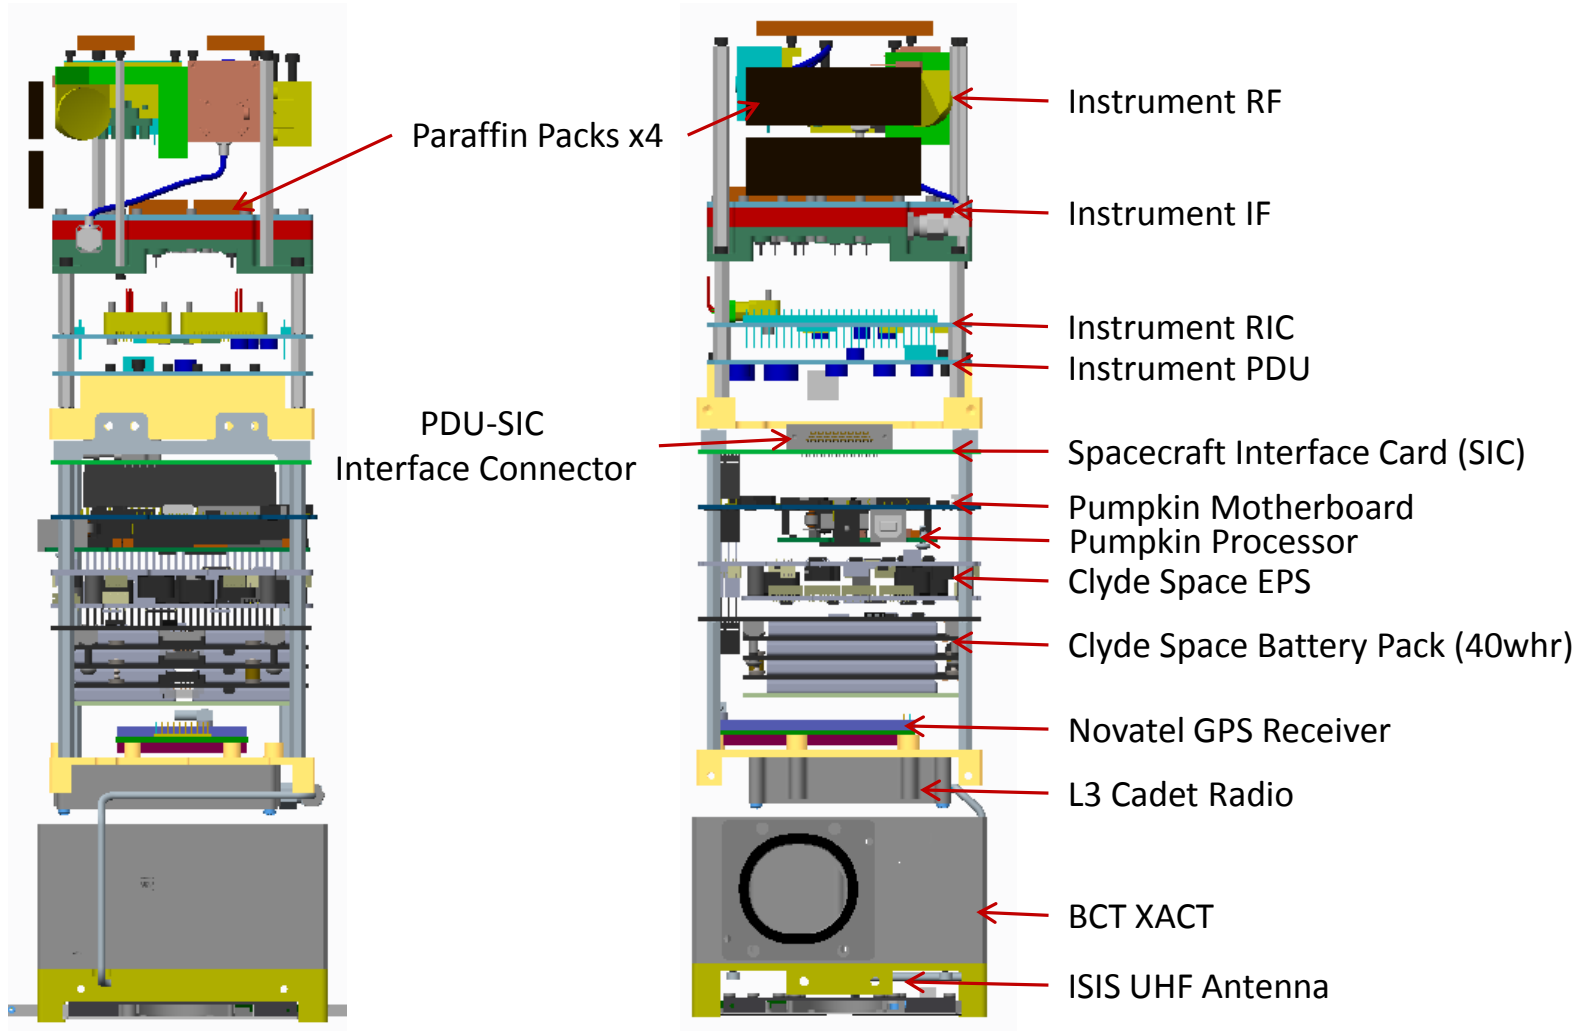 Paraffin Packs x4
PDU-SIC
Interface Connector
Instrument RF
Instrument IF
Instrument RIC
Instrument PDU
Spacecraft Interface Card (SIC)
Pumpkin Motherboard
Pumpkin Processor
Clyde Space EPS
Clyde Space Battery Pack (40whr)
Novatel GPS Receiver
L3 Cadet Radio
BCT XACT
ISIS UHF Antenna